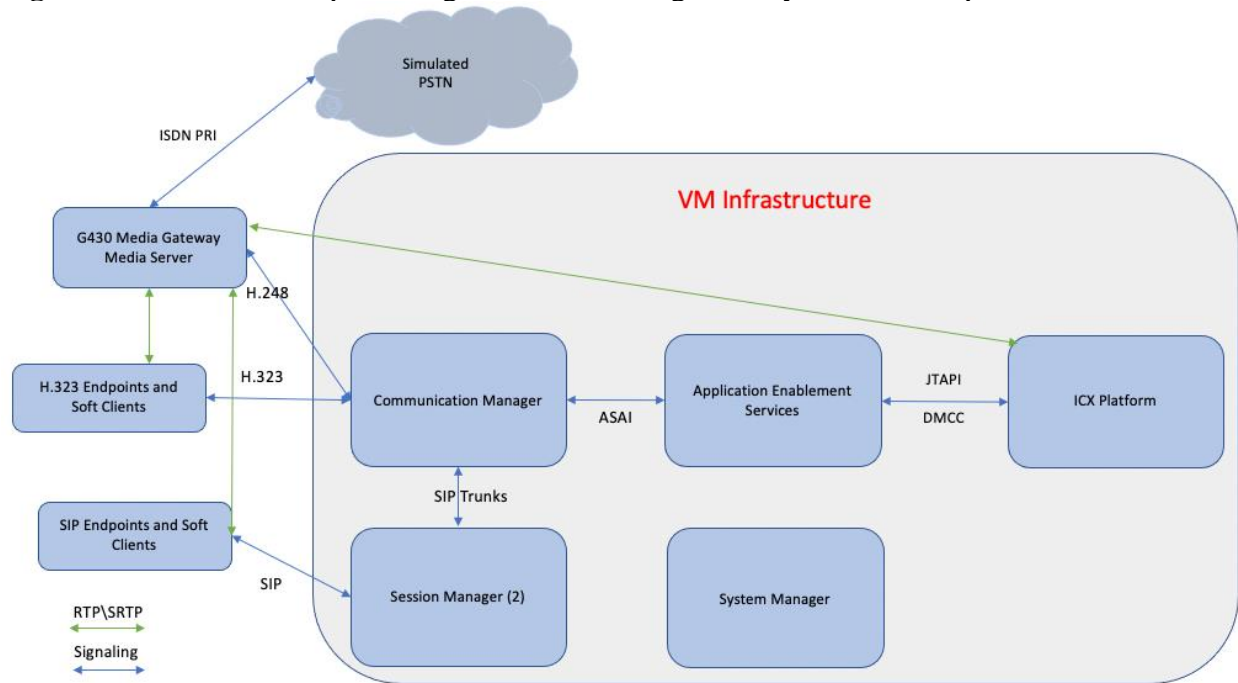 Simulated
PSTN
ISDN PRI
VM Infrastructure
G430 Media Gateway
Media Server
H.248
H.323 Endpoints and
Soft Clients
H.323
Communication Manager
ASAI
Application Enablement
Services
JTAPI
DMCC
ICX Platform
SIP Trunks
SIP Endpoints and Soft
Clients
SIP
Session Manager (2)
System Manager
RTP\SRTP
Signaling